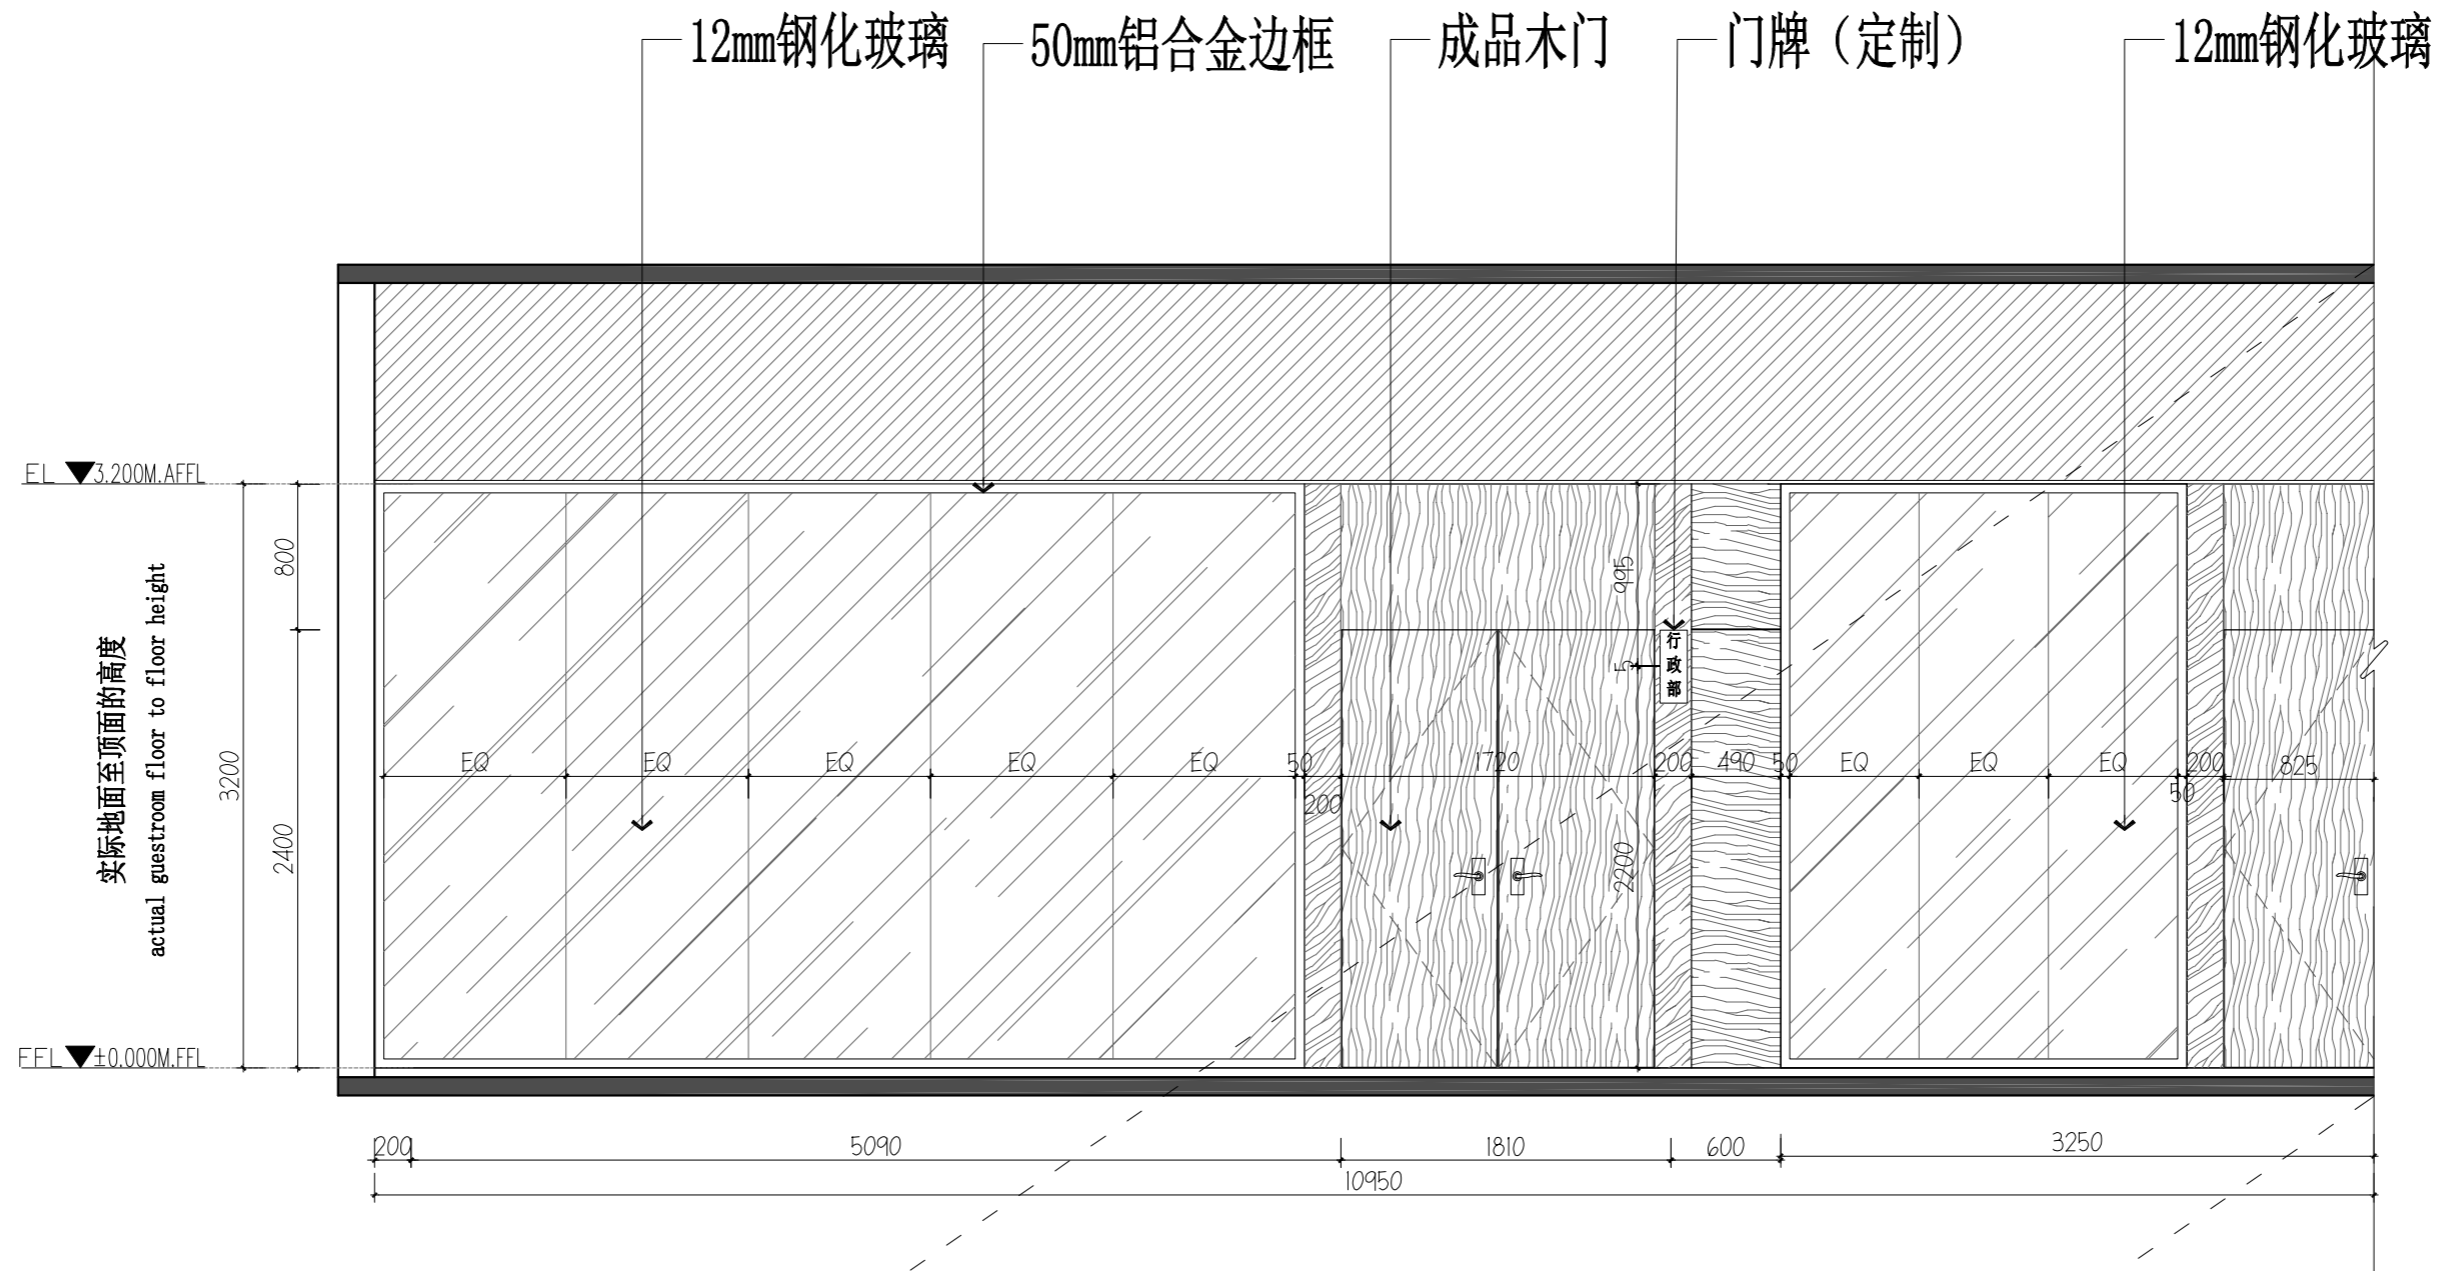 12mm钢化玻璃
50mm铝合金边框
成品木门
门牌（定制）
12mm钢化玻璃
EL 3.200M.AFFL
800
995
实际地面至顶面的高度
actual guestroom floor to floor height
3200
2400
行
政
部
5
EQ
EQ
EQ
EQ
EQ
50
200
1720
200
490
50
EQ
EQ
EQ
50
200
825
2200
FFL ±0.000M.FFL
200
5090
1810
600
3250
10950